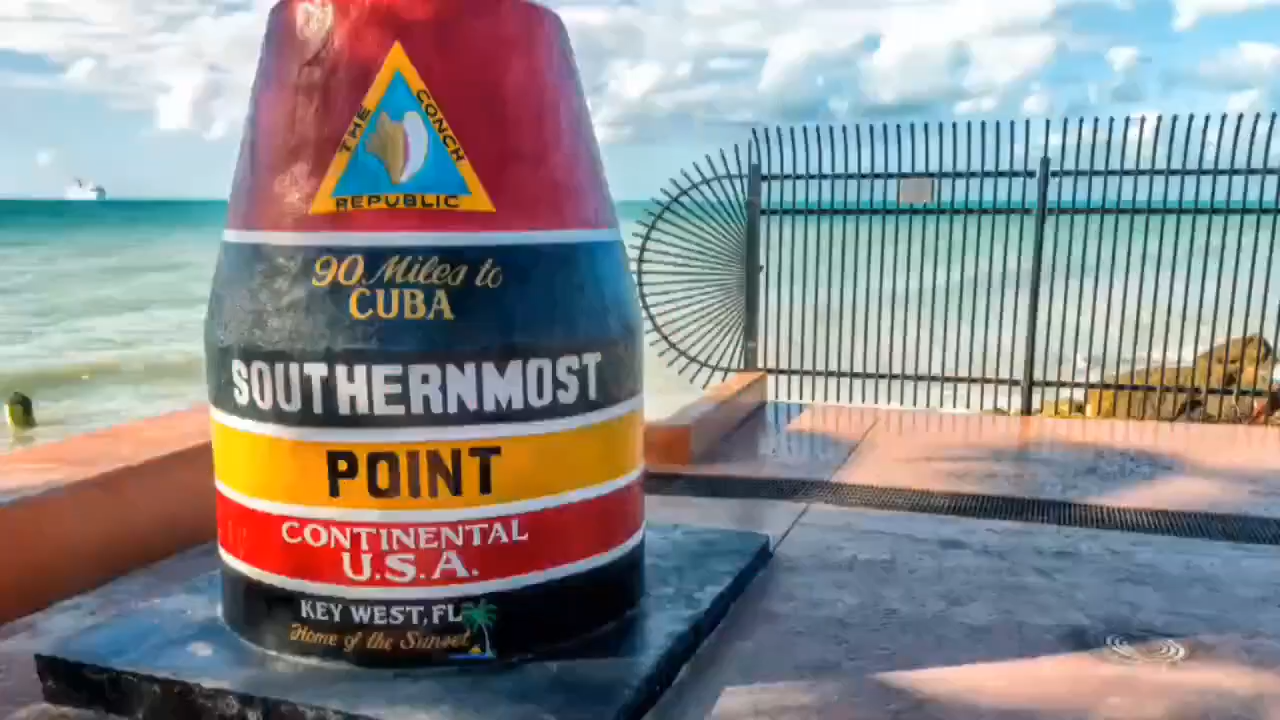 THE CONCH
REPUBLIC
90 Miles to
CUBA
SOUTHERNMOST
POINT
CONTINENTAL
U.S.A.
KEY WEST, FL
Home of the Sunset